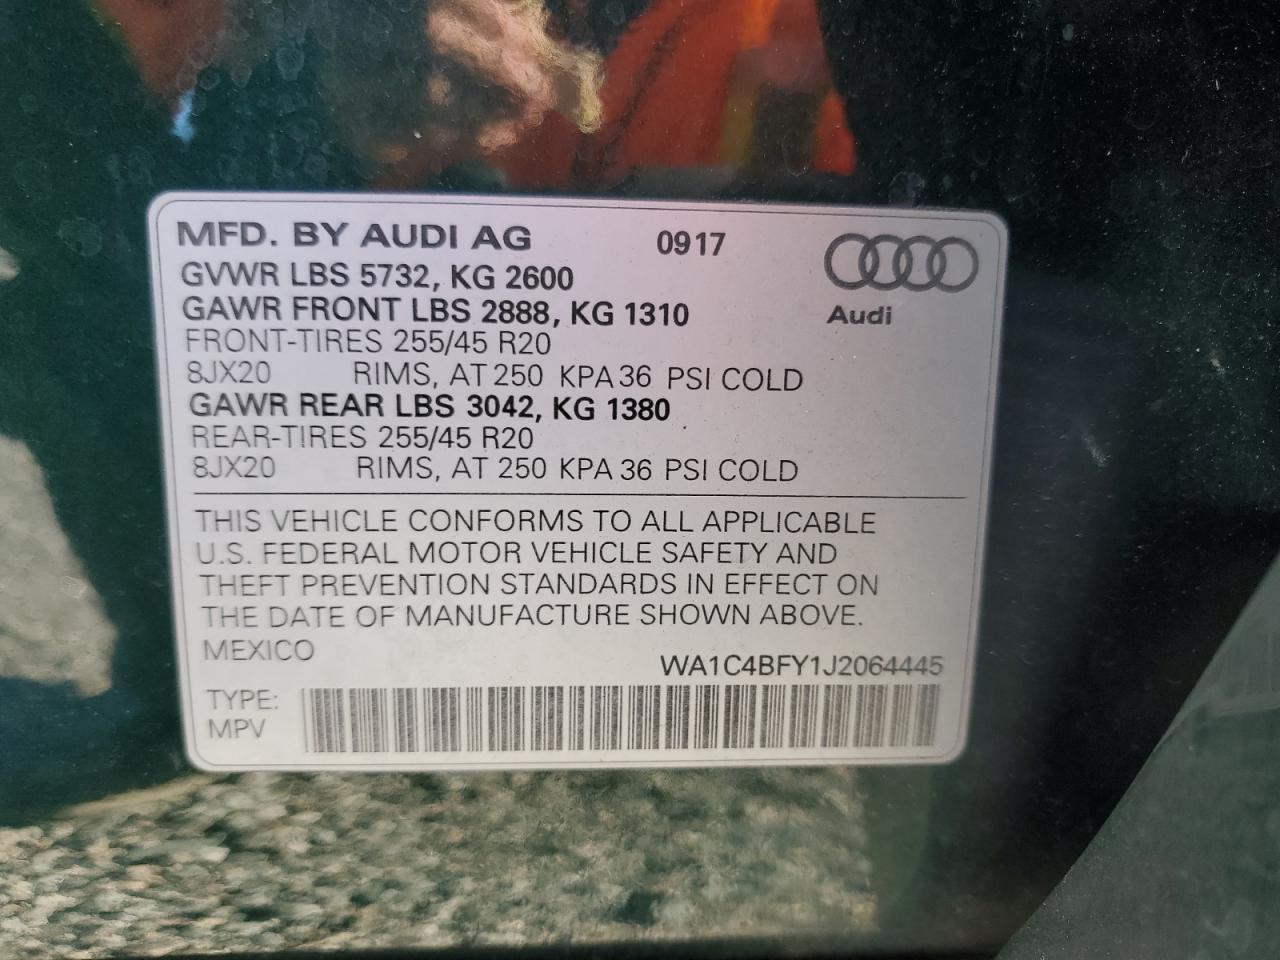 MFD. BY AUDI AG 0917
GVWR LBS 5732, KG 2600
GAWR FRONT LBS 2888, KG 1310
Audi
FRONT-TIRES 255/45 R20
8JX20 RIMS, AT 250 KPA 36 PSI COLD
GAWR REAR LBS 3042, KG 1380
REAR-TIRES 255/45 R20
8JX20 RIMS, AT 250 KPA 36 PSI COLD
THIS VEHICLE CONFORMS TO ALL APPLICABLE
U.S. FEDERAL MOTOR VEHICLE SAFETY AND
THEFT PREVENTION STANDARDS IN EFFECT ON
THE DATE OF MANUFACTURE SHOWN ABOVE.
MEXICO
WA1C4BFY1J2064445
TYPE:
MPV